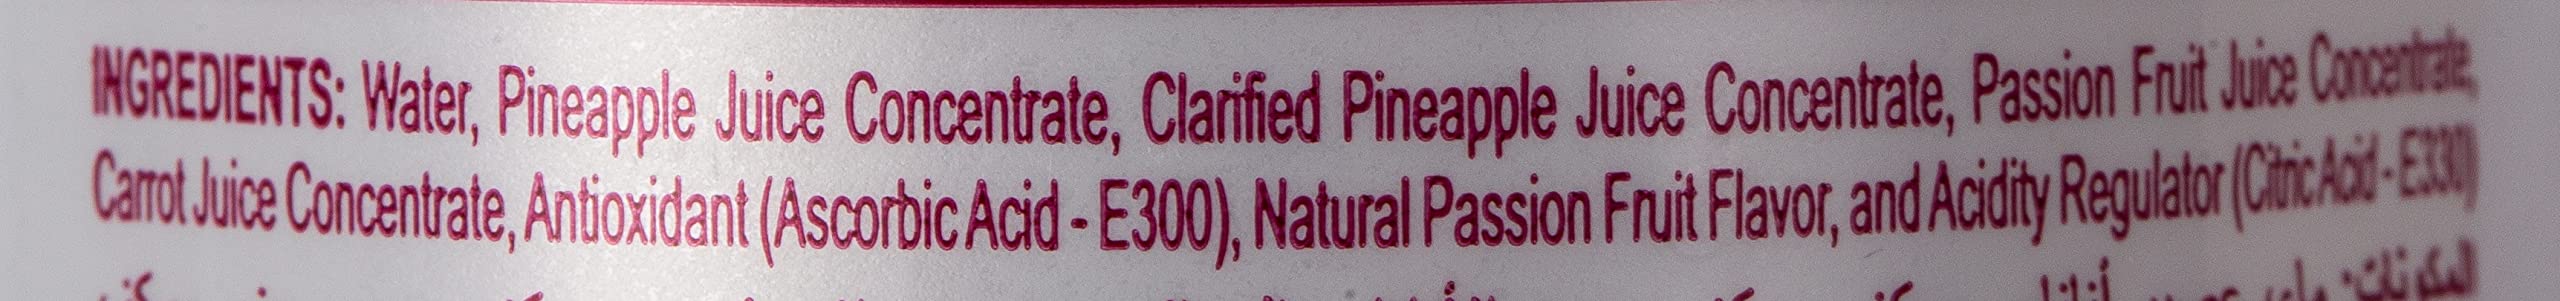 INGREDIENTS: Water, Pineapple Juice Concentrate, Clarified Pineapple Juice Concentrate, Passion Fruit Juice Concentrate,
Carrot Juice Concentrate, Antioxidant (Ascorbic Acid - E300), Natural Passion Fruit Flavor, and Acidity Regulator (Citric Acid - E330)
المكونات: